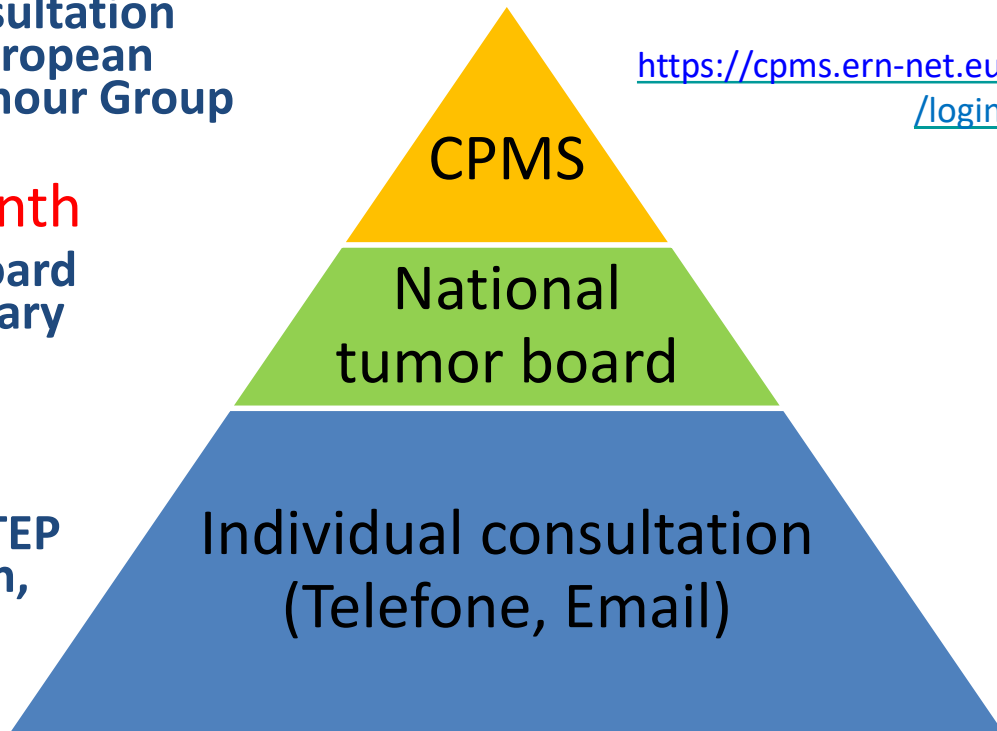 sultation
ropean
nour Group
nth
oard
ary
TEP
n,
https://cpms.ern-net.eu
/login
CPMS
National
tumor board
Individual consultation
(Telefone, Email)